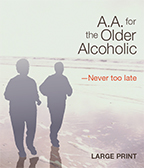 A.A. for
the Older
Alcoholic
—Never too late
LARGE PRINT